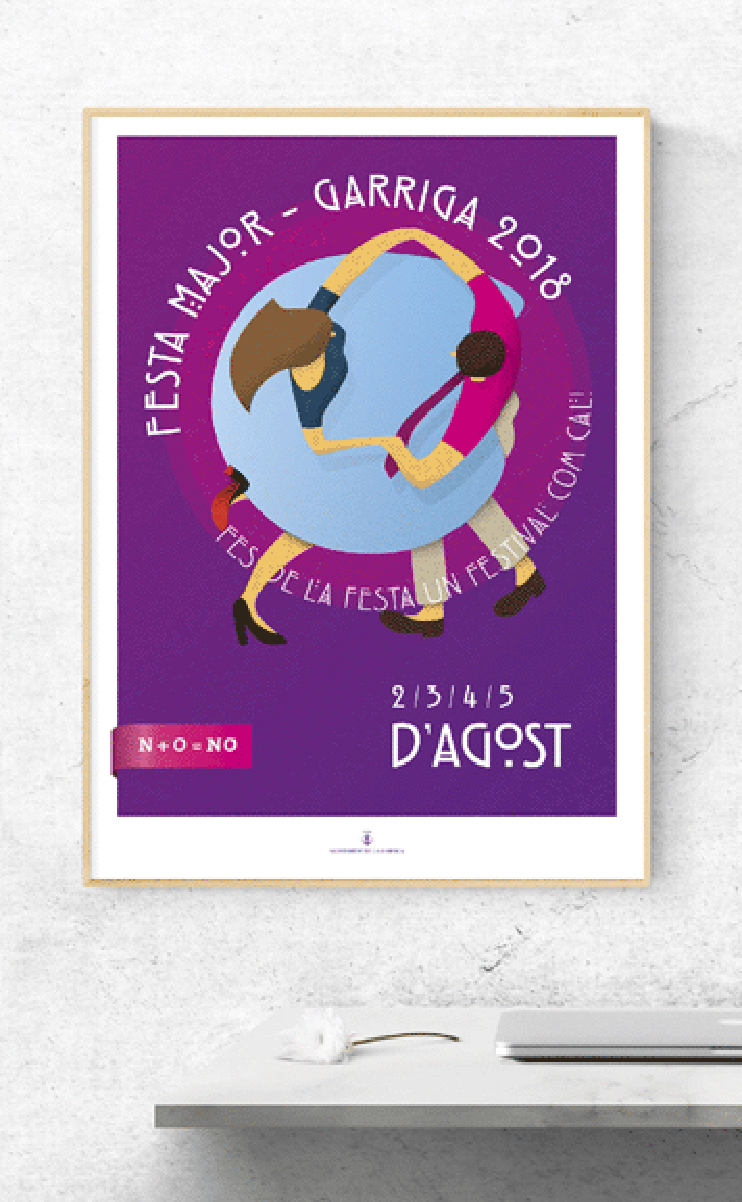 FESTA MAJOR - GARRIGA 2018
FES DE LA FESTA UN FESTIVAL COM CAL!
2/3/4/5
D'AGOST
N+O=NO